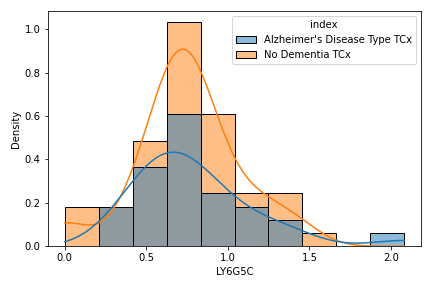 index
Alzheimer's Disease Type TCx
No Dementia TCx
1.0
0.8
0.6
0.4
0.2
0.0
Density
0.0 0.5 1.0 1.5 2.0
LY6G5C